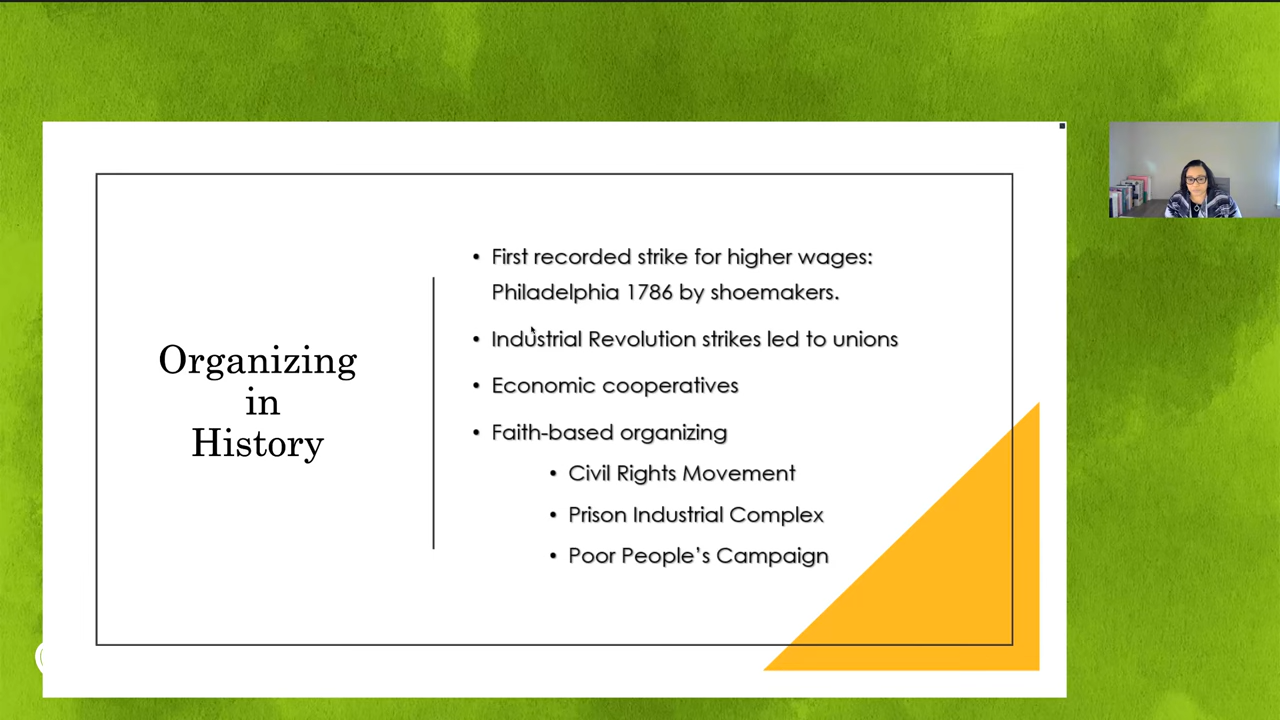 Organizing
in
History
• First recorded strike for higher wages:
Philadelphia 1786 by shoemakers.
• Industrial Revolution strikes led to unions
• Economic cooperatives
• Faith-based organizing
• Civil Rights Movement
• Prison Industrial Complex
• Poor People’s Campaign